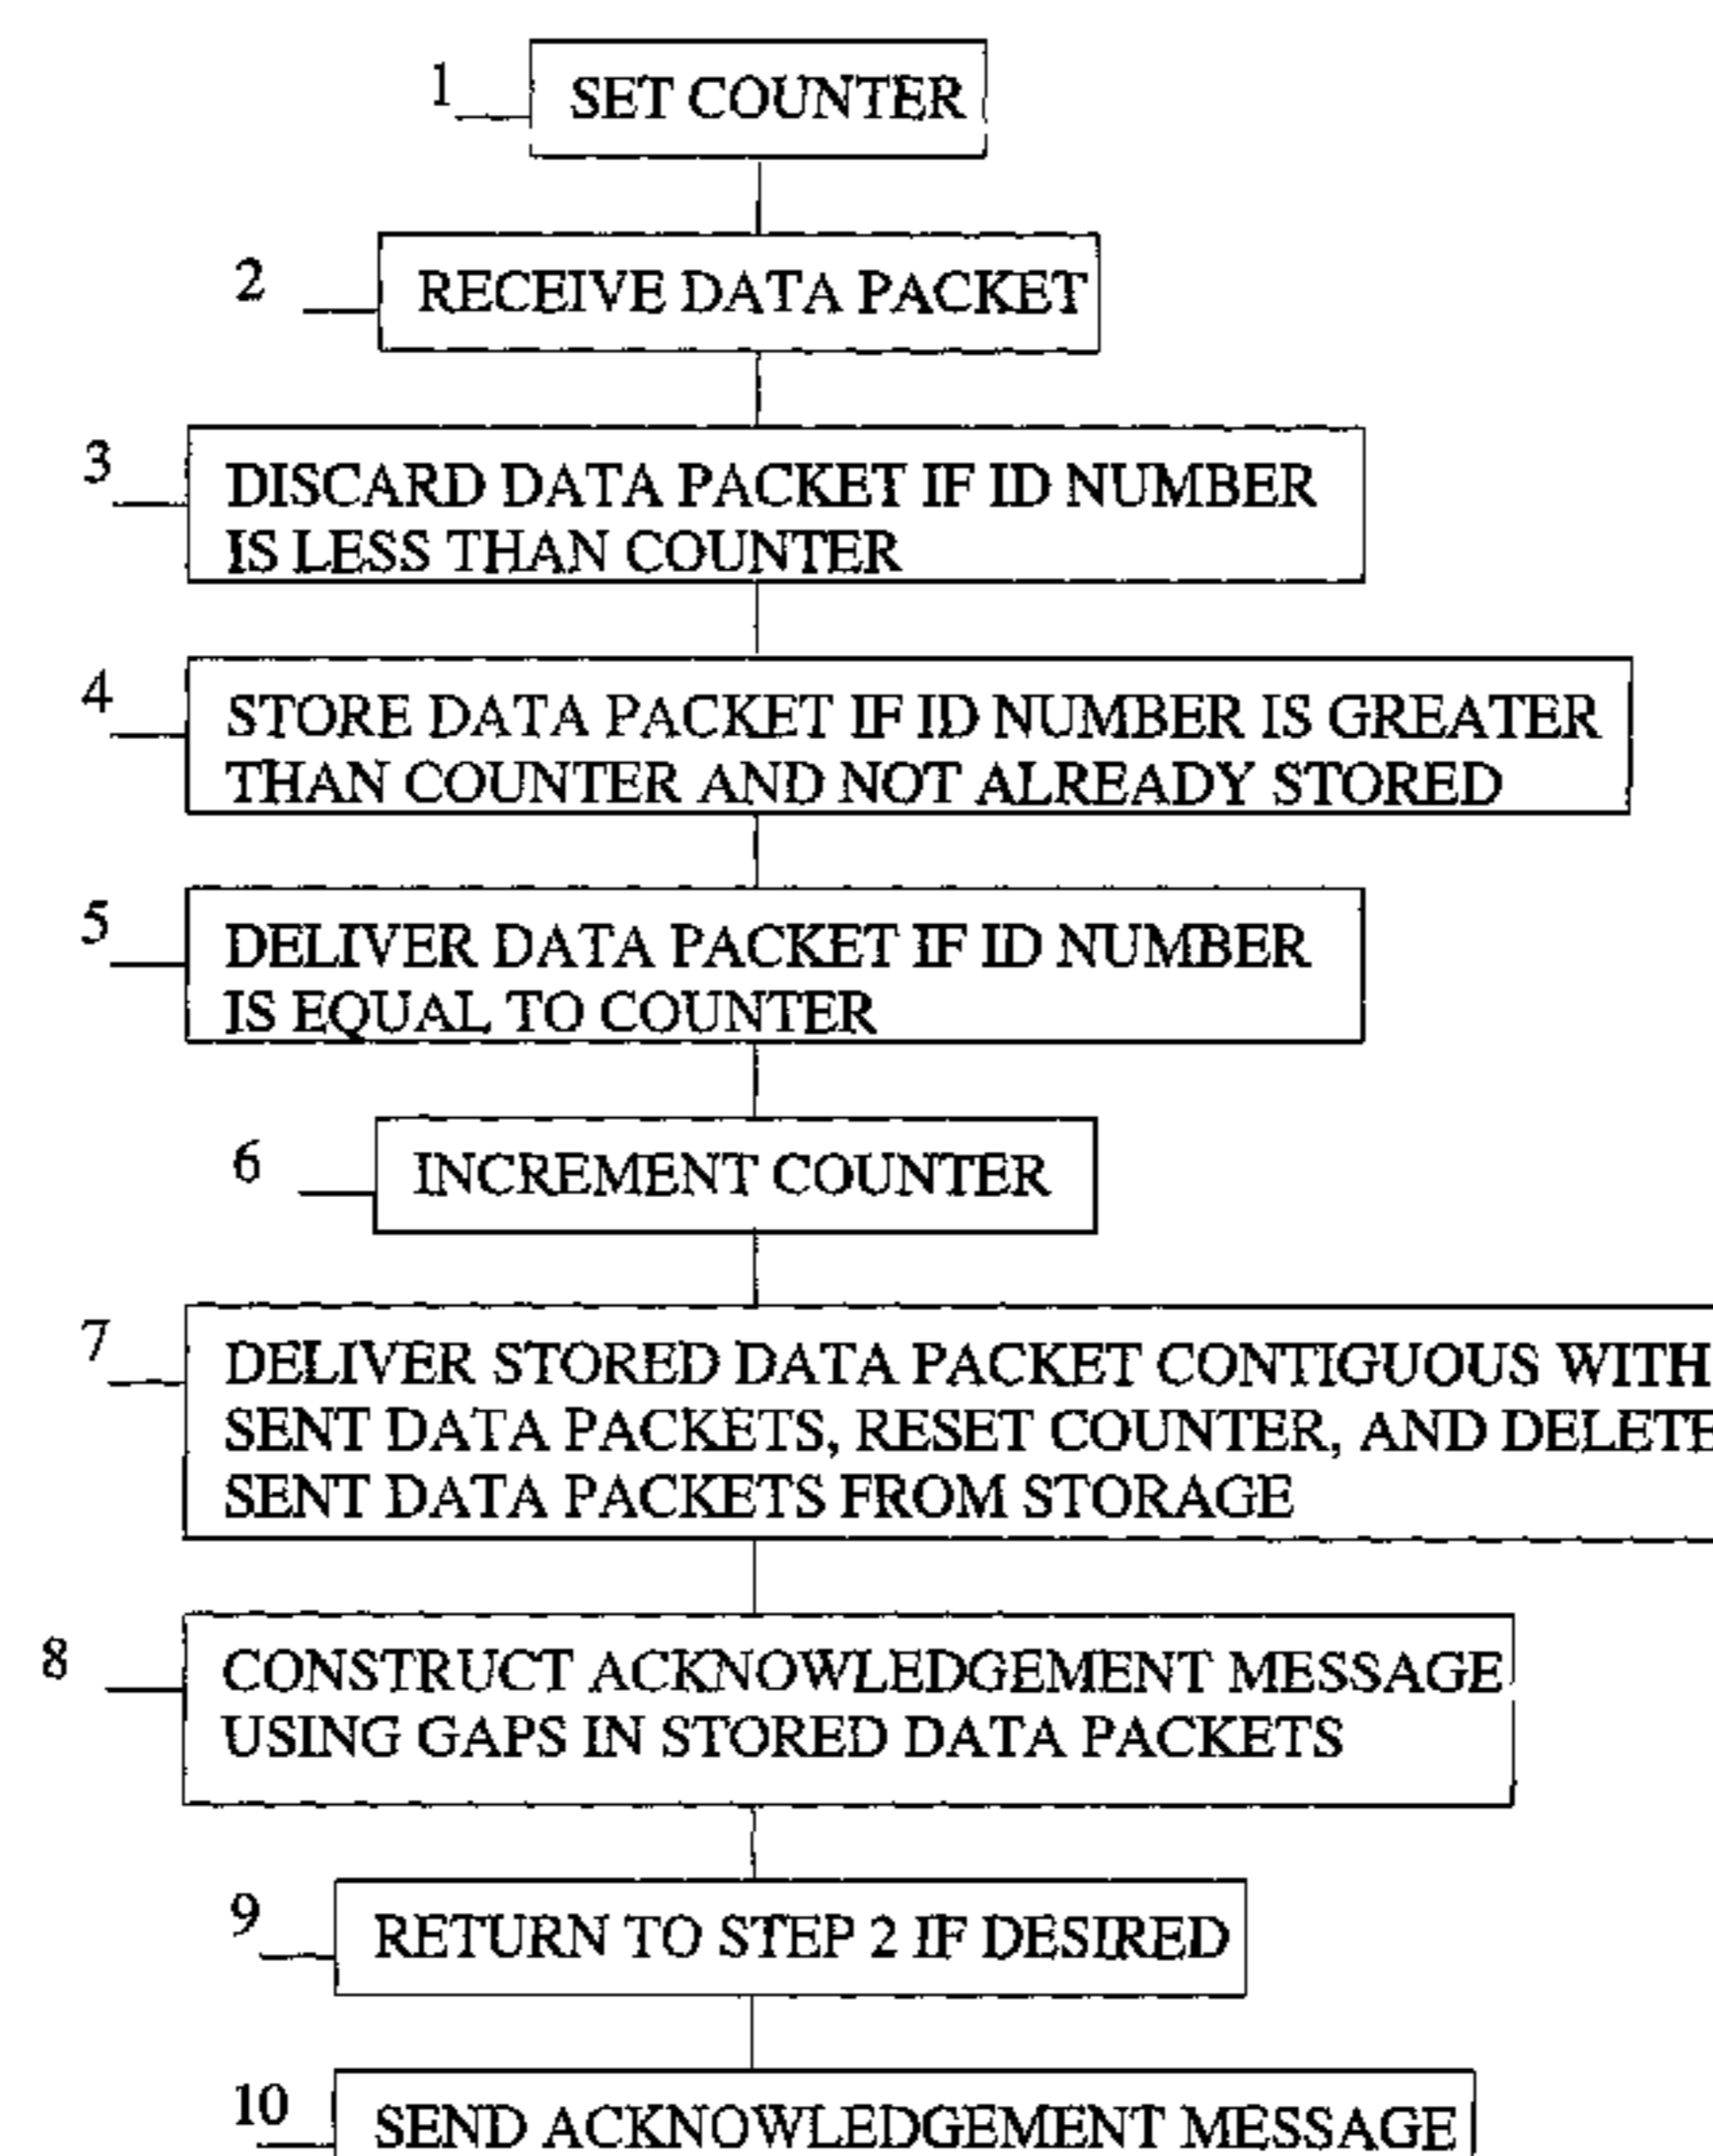 1 SET COUNTER
2 RECEIVE DATA PACKET
3 DISCARD DATA PACKET IF ID NUMBER
IS LESS THAN COUNTER
4 STORE DATA PACKET IF ID NUMBER IS GREATER
THAN COUNTER AND NOT ALREADY STORED
5 DELIVER DATA PACKET IF ID NUMBER
IS EQUAL TO COUNTER
6 INCREMENT COUNTER
7 DELIVER STORED DATA PACKET CONTIGUOUS WITH
SENT DATA PACKETS, RESET COUNTER, AND DELETE
SENT DATA PACKETS FROM STORAGE
8 CONSTRUCT ACKNOWLEDGEMENT MESSAGE
USING GAPS IN STORED DATA PACKETS
9 RETURN TO STEP 2 IF DESIRED
10 SEND ACKNOWLEDGEMENT MESSAGE